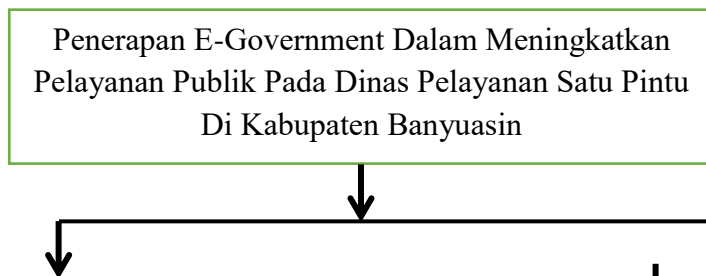 Penerapan E-Government Dalam Meningkatkan
Pelayanan Publik Pada Dinas Pelayanan Satu Pintu
Di Kabupaten Banyuasin